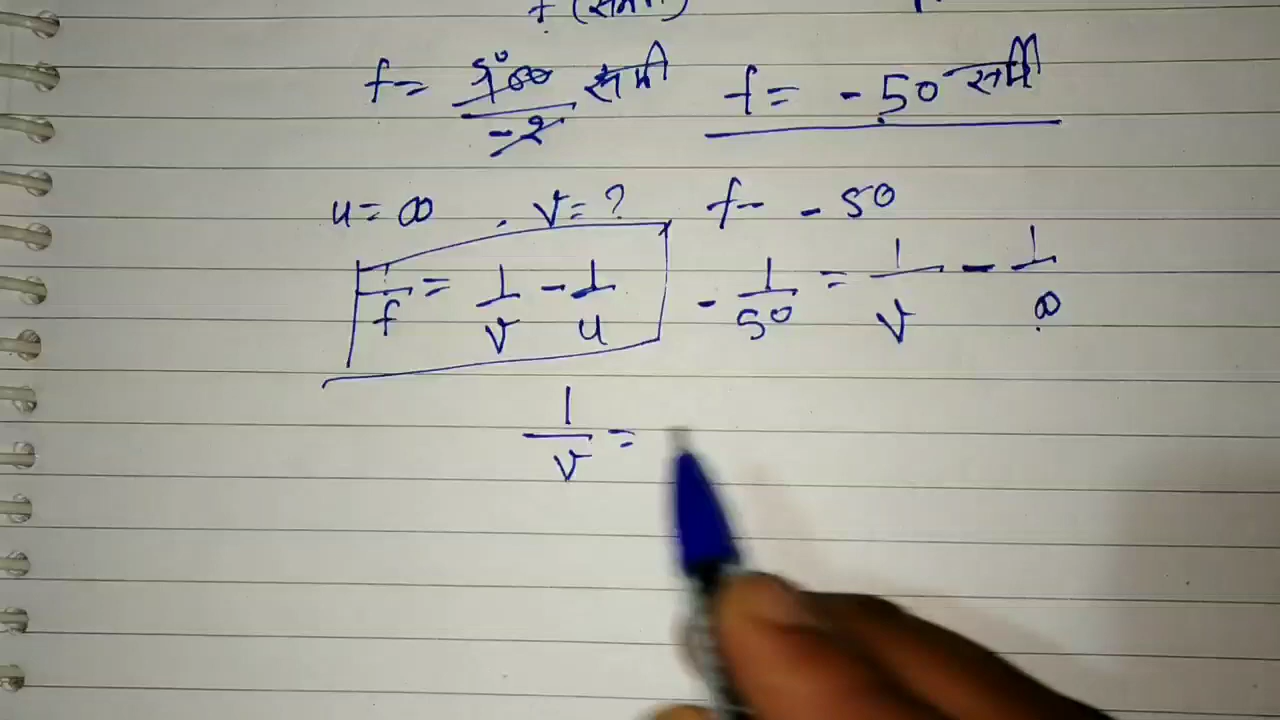 f=  100 सेमी / -2   f= - 50 सेमी
u= ∞ . v= ? f- - 50
1/f = 1/v - 1/u   - 1/50 = 1/v - 1/∞
1/v =